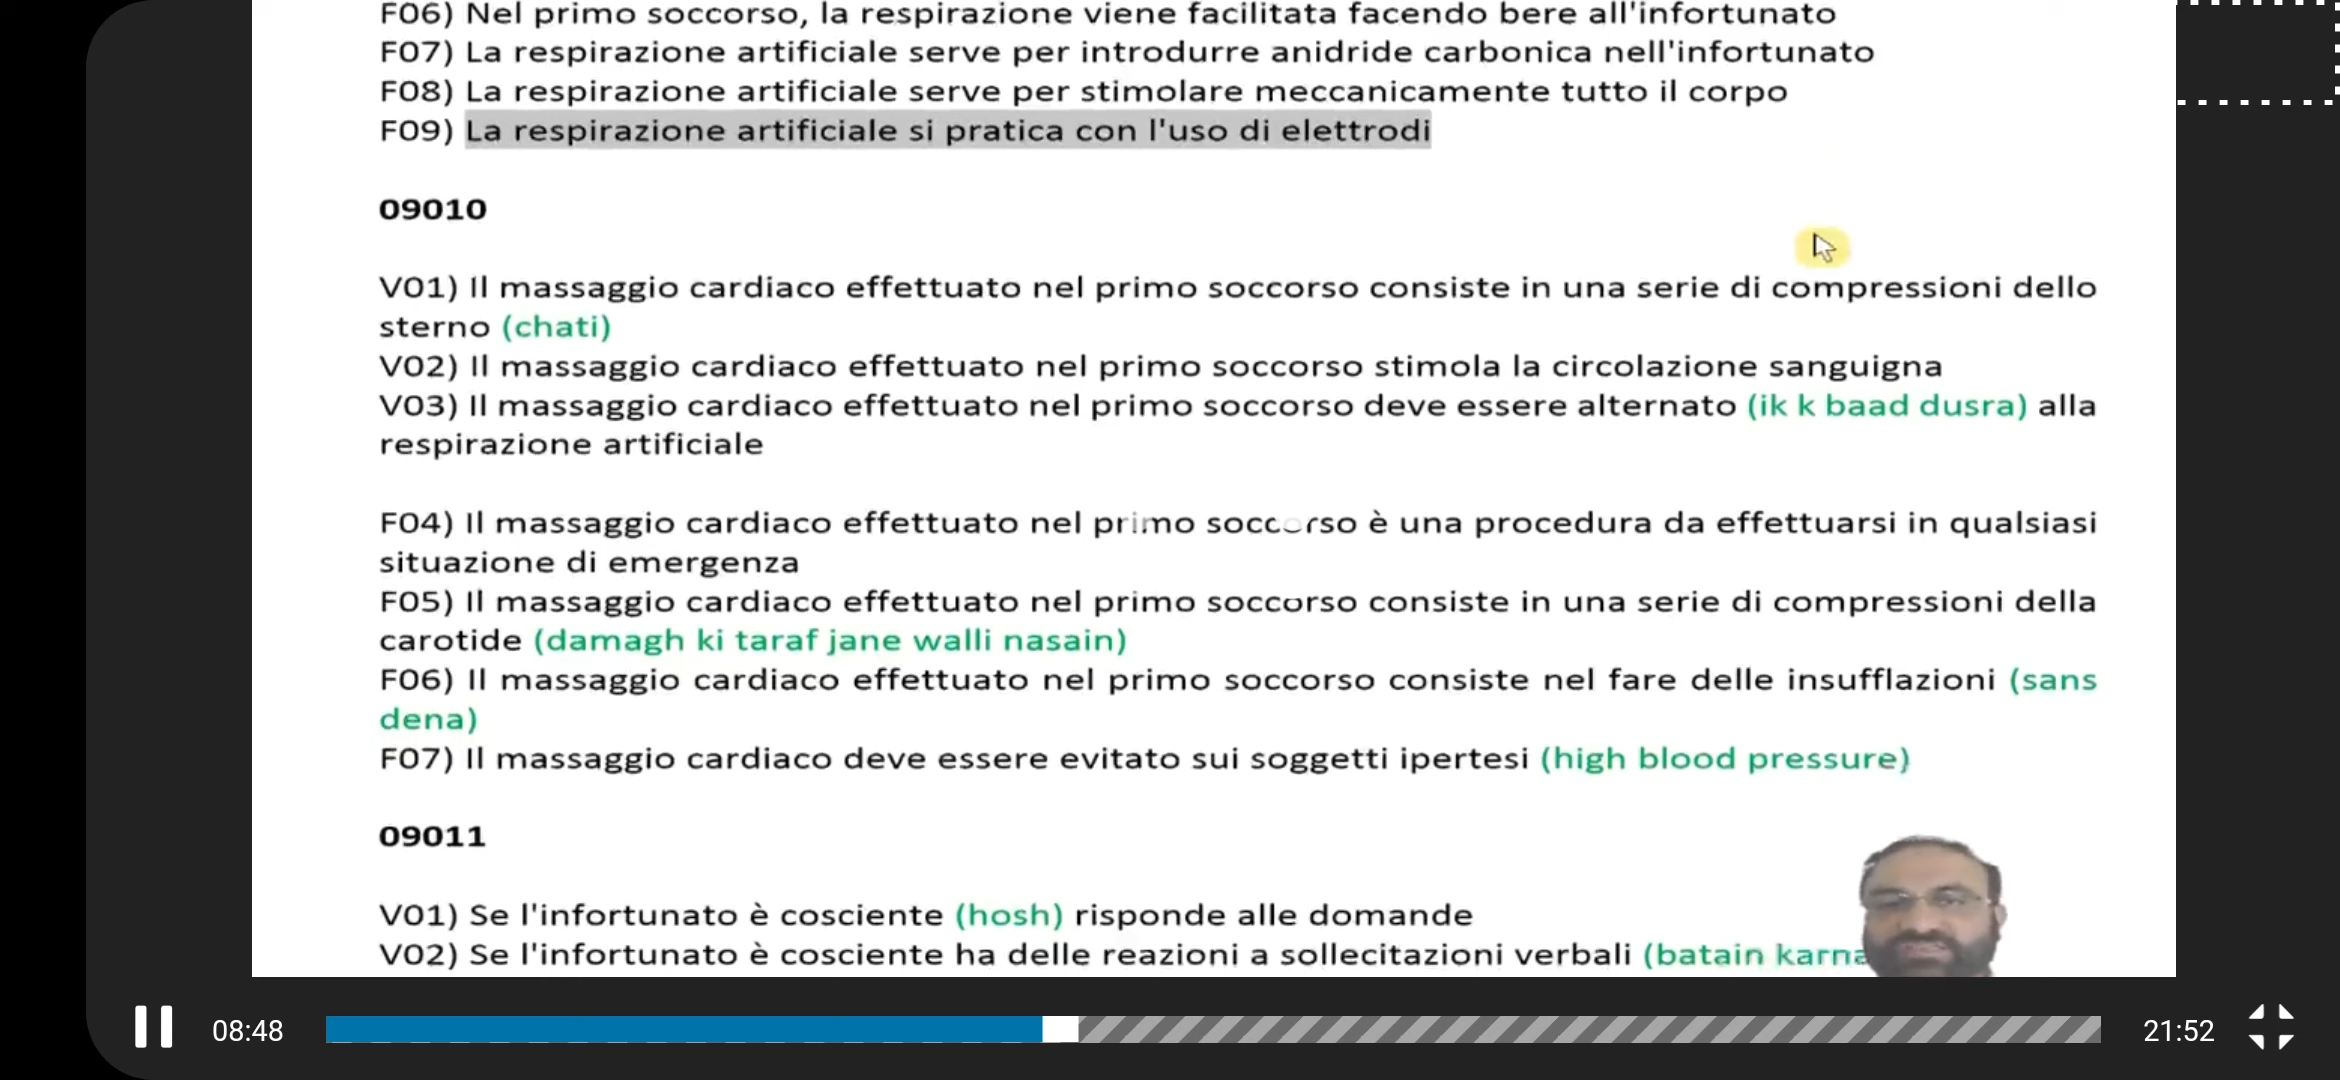 F06) Nel primo soccorso, la respirazione viene facilitata facendo bere all'infortunato
F07) La respirazione artificiale serve per introdurre anidride carbonica nell'infortunato
F08) La respirazione artificiale serve per stimolare meccanicamente tutto il corpo
F09) La respirazione artificiale si pratica con l'uso di elettrodi
09010
V01) Il massaggio cardiaco effettuato nel primo soccorso consiste in una serie di compressioni dello
sterno (chati)
V02) Il massaggio cardiaco effettuato nel primo soccorso stimola la circolazione sanguigna
V03) Il massaggio cardiaco effettuato nel primo soccorso deve essere alternato (ik k baad dusra) alla
respirazione artificiale
F04) Il massaggio cardiaco effettuato nel primo soccorso è una procedura da effettuarsi in qualsiasi
situazione di emergenza
F05) Il massaggio cardiaco effettuato nel primo soccorso consiste in una serie di compressioni della
carotide (damagh ki taraf jane walli nasain)
F06) Il massaggio cardiaco effettuato nel primo soccorso consiste nel fare delle insufflazioni (sans
dena)
F07) Il massaggio cardiaco deve essere evitato sui soggetti ipertesi (high blood pressure)
09011
V01) Se l'infortunato è cosciente (hosh) risponde alle domande
V02) Se l'infortunato è cosciente ha delle reazioni a sollecitazioni verbali (batain karna
08:48
21:52